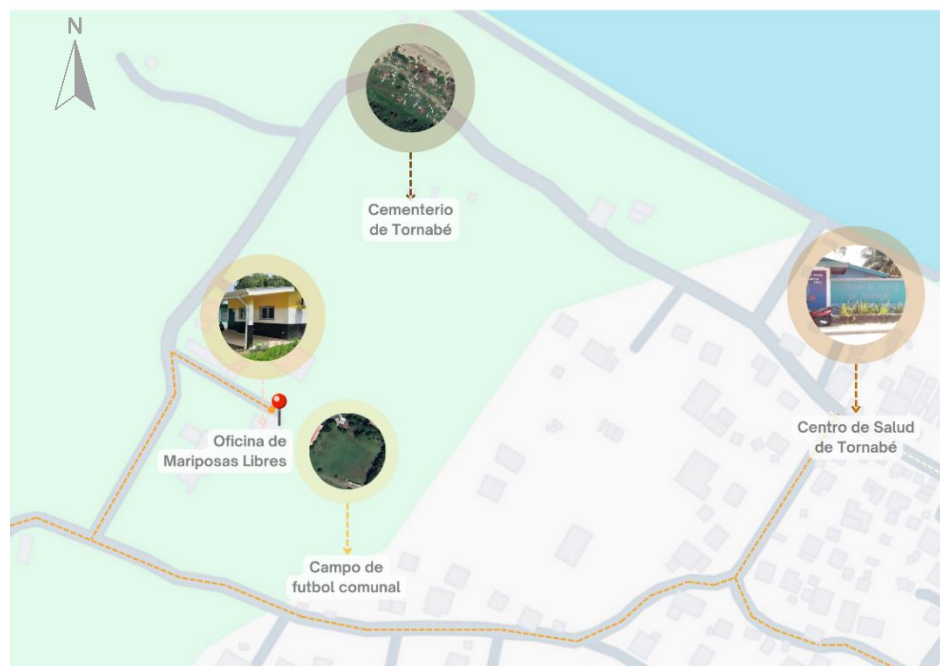 N
Cementerio
de Tornabé
Oficina de
Mariposas Libres
Centro de Salud
de Tornabé
Campo de
futbol comunal